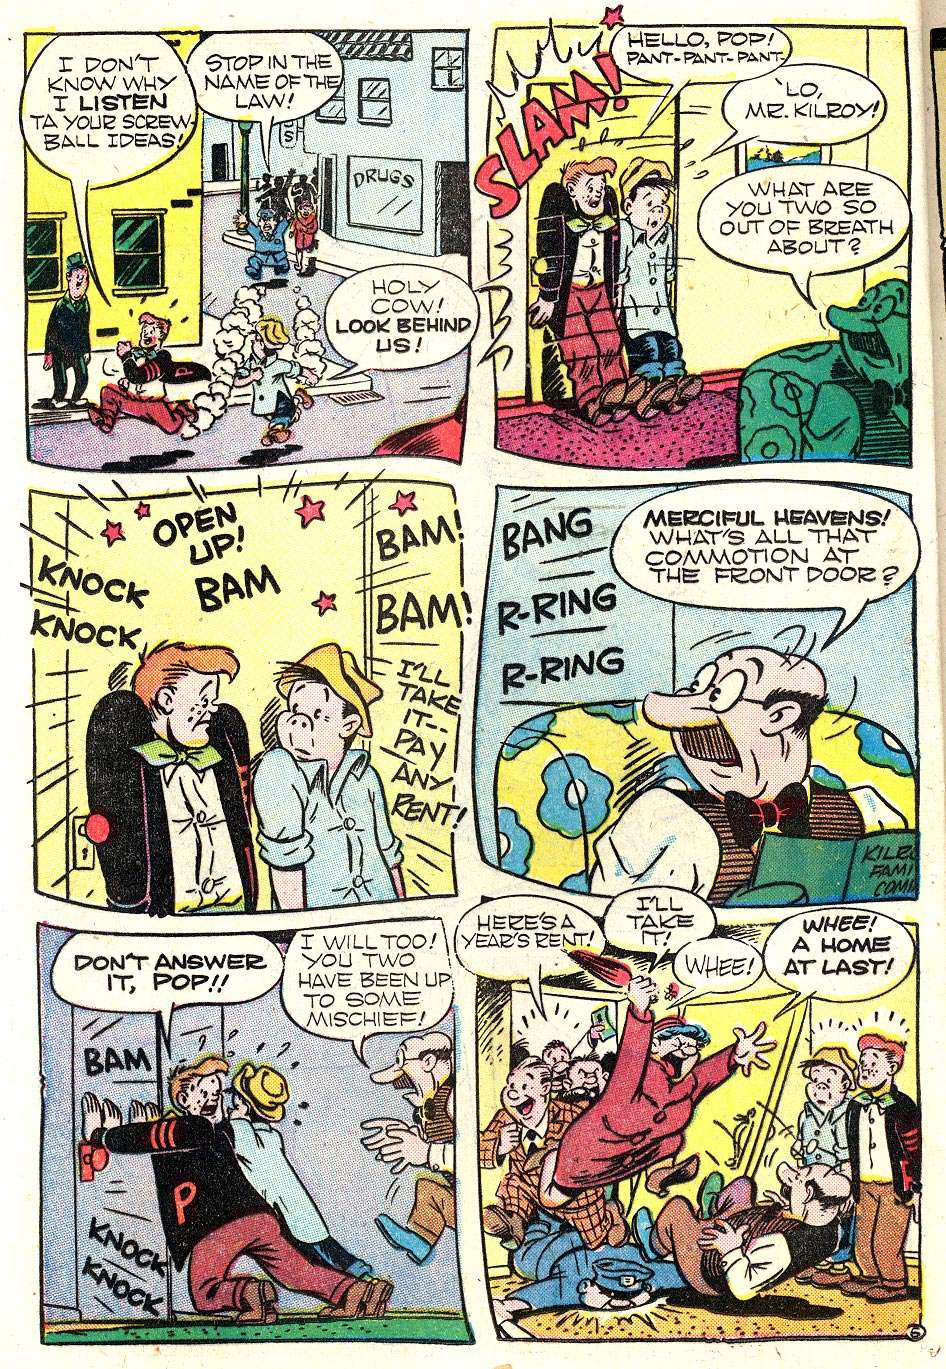 I DON'T
KNOW WHY
I LISTEN
TA YOUR SCREW-
BALL IDEAS!
STOP IN THE
NAME OF THE
LAW!
DRUGS
HOLY
COW!
LOOK BEHIND
US!
P
SLAM!
HELLO, POP!
PANT-PANT-PANT-
'LO,
MR. KILROY!
WHAT ARE
YOU TWO SO
OUT OF BREATH
ABOUT?
KNOCK
KNOCK
OPEN
UP!
BAM
BAM!
BAM!
I'LL
TAKE
IT--
PAY
ANY
RENT!
BANG
R-RING
R-RING
MERCIFUL HEAVENS!
WHAT'S ALL THAT
COMMOTION AT
THE FRONT DOOR?
KILRO
FAMI
COMI
DON'T ANSWER
IT, POP!!
I WILL TOO!
YOU TWO
HAVE BEEN UP
TO SOME
MISCHIEF!
BAM
P
KNOCK
KNOCK
HERE'S A
YEAR'S RENT!
I'LL
TAKE
IT!
WHEE!
WHEE!
A HOME
AT LAST!
6